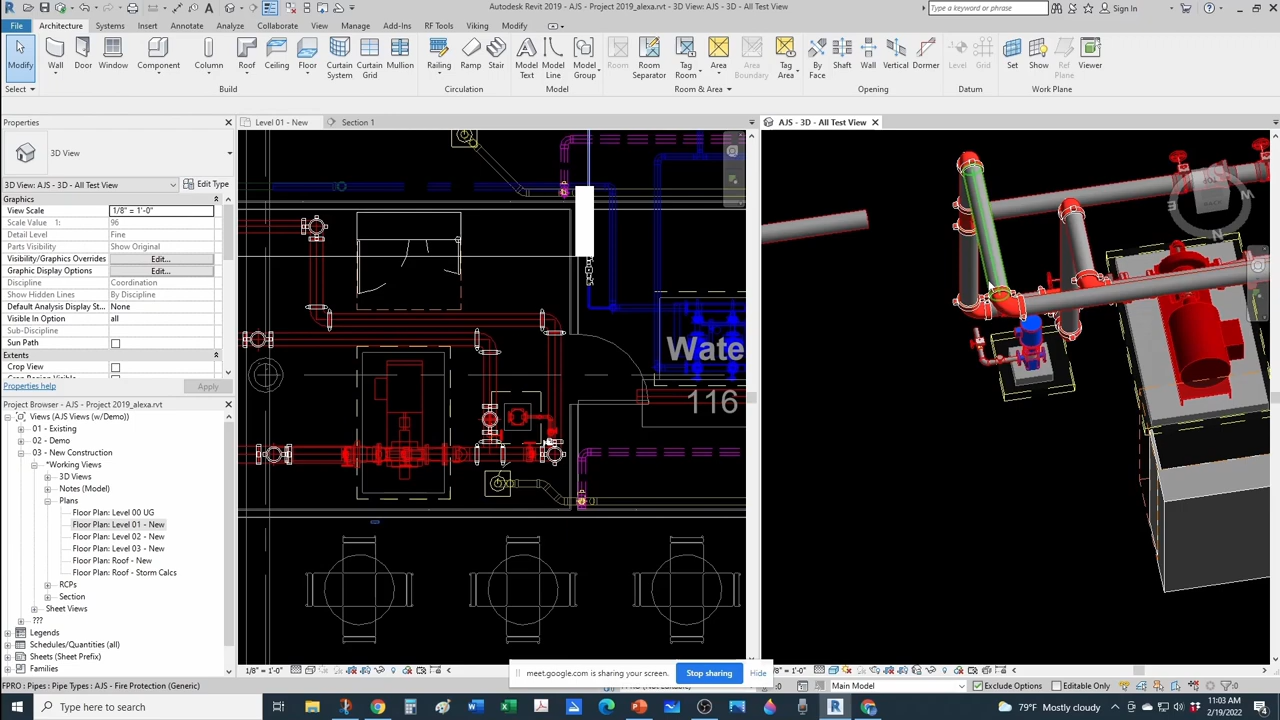 Autodesk Revit 2019 - AJS - Project 2019_alexa.rvt - 3D View: AJS - 3D - All Test View
Type a keyword or phrase
Sign In
File Architecture Systems Insert Annotate Analyze Collaborate View Manage Add-Ins RF Tools Viking Modify
Modify Wall Door Window Component Column Roof Ceiling Floor Curtain System Curtain Grid Mullion Railing Ramp Stair Model Text Model Line Model Group Room Room Separator Tag Room Area Area Boundary Tag Area By Face Shaft Wall Vertical Dormer Level Grid Set Show Ref Plane Viewer
Select Build Circulation Model Room & Area Opening Datum Work Plane
Properties
Level 01 - New Section 1
AJS - 3D - All Test View
3D View
3D View: AJS - 3D - All Test View Edit Type
Graphics
View Scale 1/8" = 1'-0"
Scale Value 1: 96
Detail Level Fine
Parts Visibility Show Original
Visibility/Graphics Overrides Edit...
Graphic Display Options Edit...
Discipline Coordination
Show Hidden Lines By Discipline
Default Analysis Display St... None
Visible In Option all
Sub-Discipline
Sun Path
Extents
Crop View
Properties help Apply
Project Browser - AJS - Project 2019_alexa.rvt
Views (AJS Views (w/Demo))
01 - Existing
02 - Demo
03 - New Construction
*Working Views
3D Views
Notes (Model)
Plans
Floor Plan: Level 00 UG
Floor Plan: Level 01 - New
Floor Plan: Level 02 - New
Floor Plan: Level 03 - New
Floor Plan: Roof - New
Floor Plan: Roof - Storm Calcs
RCPs
Section
Sheet Views
???
Legends
Schedules/Quantities (all)
Sheets (Sheet Prefix)
Families
Wate
116
BACK
N
1/8" = 1'-0"
meet.google.com is sharing your screen. Stop sharing Hide
FPRO : Pipes : Pipe Types : AJS - Fire
(Generic)
Main Model Exclude Options Editable Only
Type here to search
79°F Mostly cloudy
11:03 AM
2/19/2022